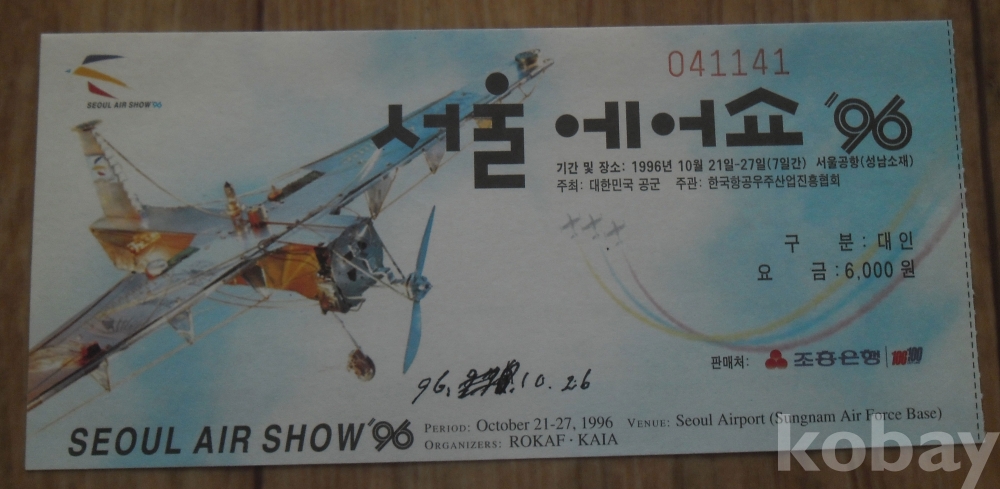 SEOUL AIR SHOW '96
041141
서울 에어쇼 '96
기간 및 장소: 1996년 10월 21일-27일(7일간) 서울공항(성남소재)
주최: 대한민국 공군 주관: 한국항공우주산업진흥협회
구 분 : 대 인
요 금 : 6,000 원
판매처: 조흥은행
96. 10. 26
SEOUL AIR SHOW '96
PERIOD: October 21-27, 1996 VENUE: Seoul Airport (Sungnam Air Force Base)
ORGANIZERS: ROKAF · KAIA
kobay